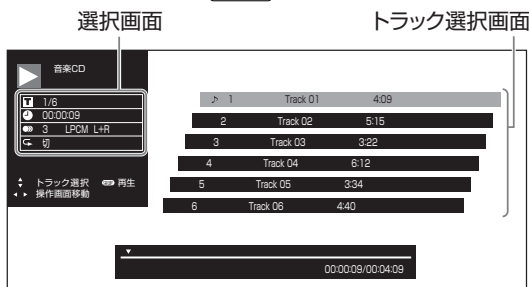 選択画面
トラック選択画面
音楽CD
T 1/6
00:00:09
3 LPCM L+R
切
トラック選択 再生
操作画面移動
♪ 1 Track 01 4:09
2 Track 02 5:15
3 Track 03 3:22
4 Track 04 6:12
5 Track 05 3:34
6 Track 06 4:40
00:00:09/00:04:09